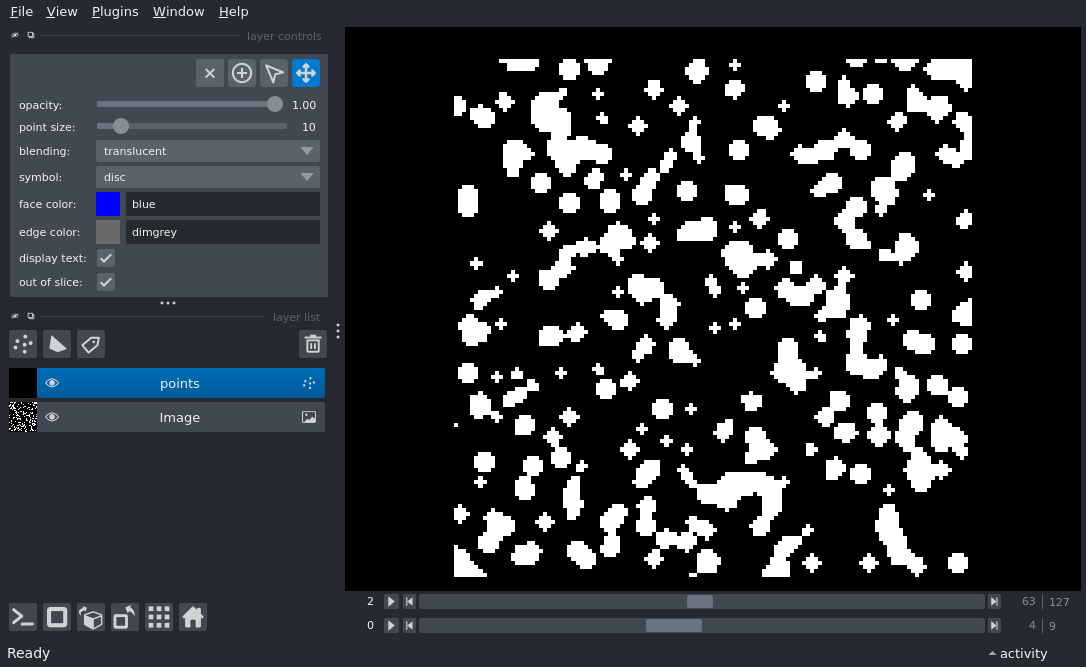 File View Plugins Window Help
layer controls
opacity: 1.00
point size: 10
blending: translucent
symbol: disc
face color: blue
edge color: dimgrey
display text:
out of slice:
layer list
points
Image
2 63 127
0 4 9
Ready activity